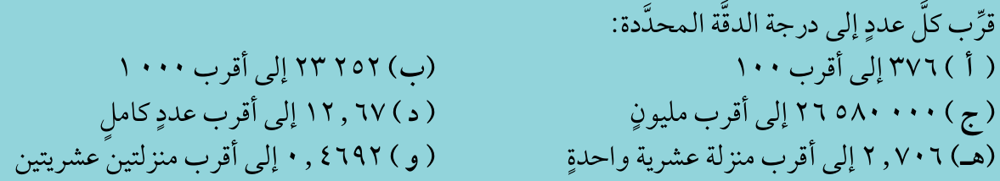 قرِّب كلَّ عددٍ إلى درجة الدقَّة المحدَّدة:
( أ ) ٣٧٦ إلى أقرب ١٠٠ (ب) ٢٣ ٢٥٢ إلى أقرب ١ ٠٠٠
( ج ) ٢٦ ٥٨٠ ٠٠٠ إلى أقرب مليونٍ ( د ) ١٢,٦٧ إلى أقرب عددٍ كاملٍ
(هـ) ٢,٧٠٦ إلى أقرب منزلة عشرية واحدةٍ ( و ) ٠,٤٦٩٢ إلى أقرب منزلتين عشريتين